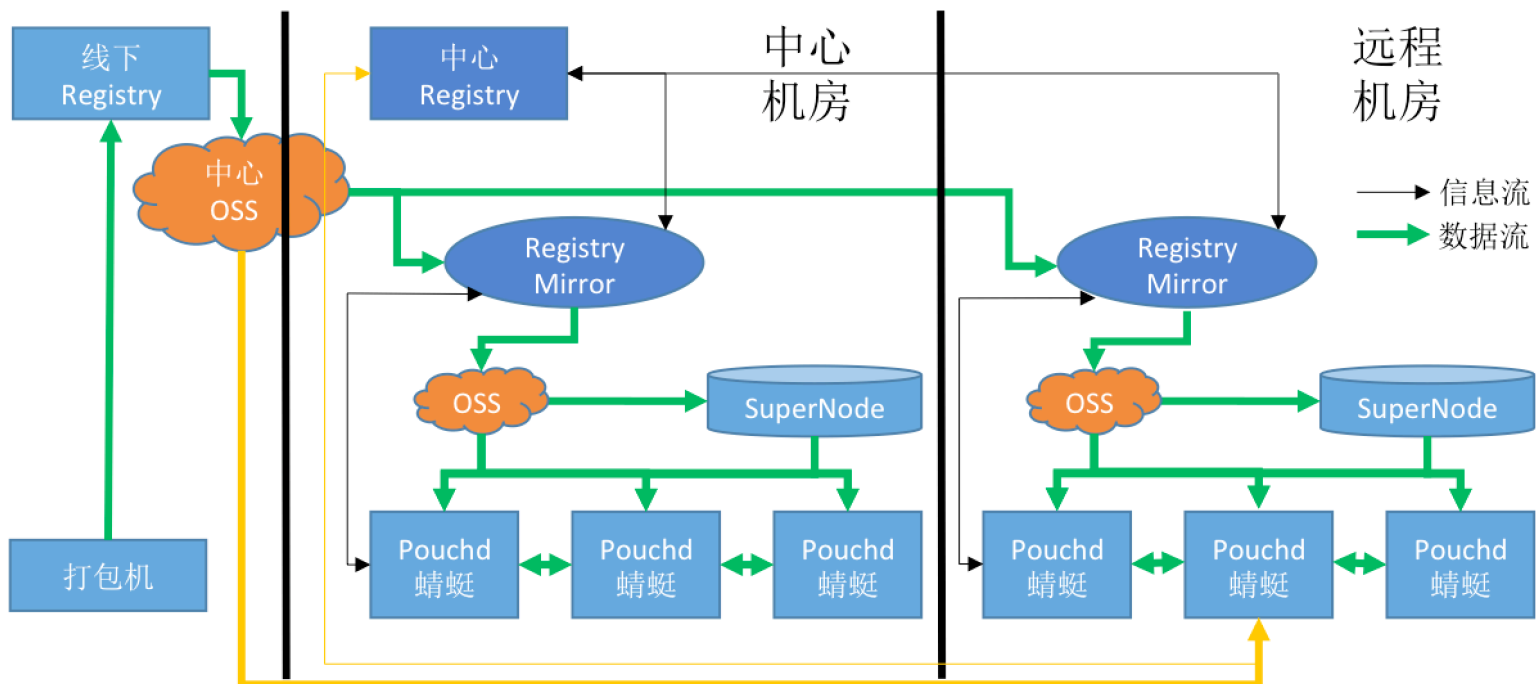 线下
Registry
中心
Registry
中心
机房
远程
机房
中心
OSS
信息流
数据流
Registry
Mirror
Registry
Mirror
OSS
SuperNode
OSS
SuperNode
Pouchd
蜻蜓
Pouchd
蜻蜓
Pouchd
蜻蜓
Pouchd
蜻蜓
Pouchd
蜻蜓
Pouchd
蜻蜓
打包机